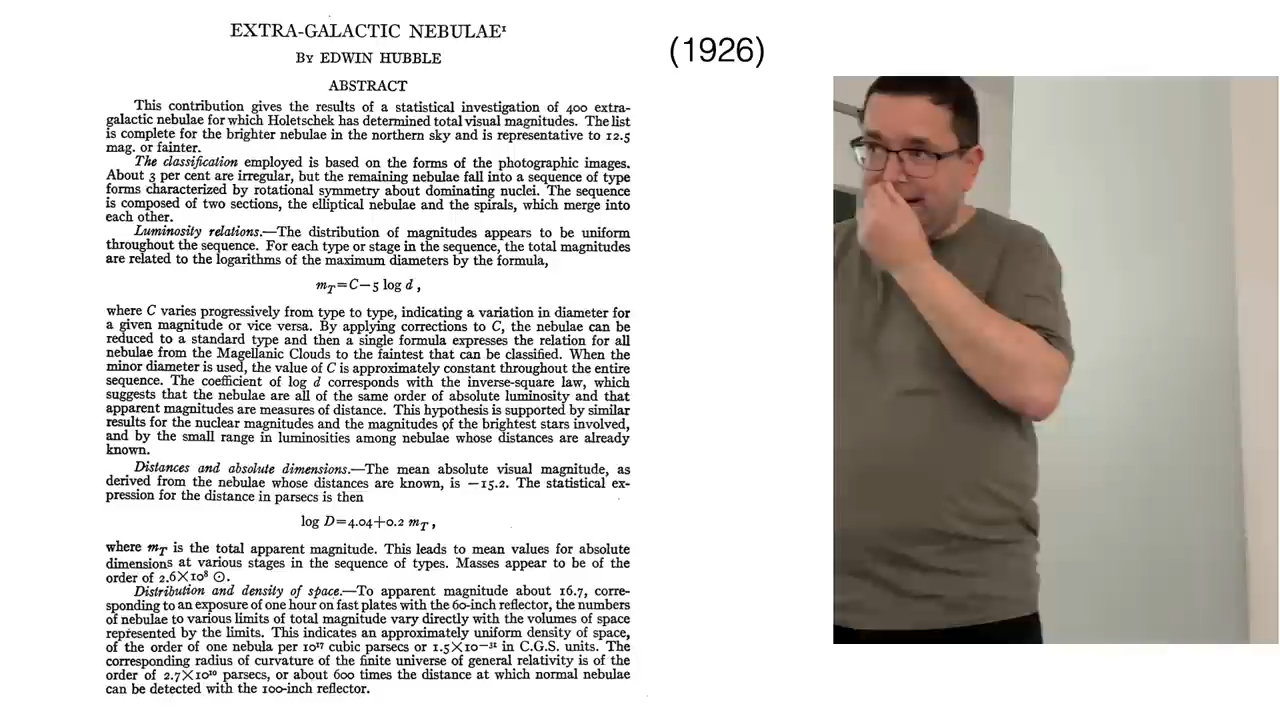 EXTRA-GALACTIC NEBULAE¹
By EDWIN HUBBLE
ABSTRACT
This contribution gives the results of a statistical investigation of 400 extra-
galactic nebulae for which Holetschek has determined total visual magnitudes. The list
is complete for the brighter nebulae in the northern sky and is representative to 12.5
mag. or fainter.
The classification employed is based on the forms of the photographic images.
About 3 per cent are irregular, but the remaining nebulae fall into a sequence of type
forms characterized by rotational symmetry about dominating nuclei. The sequence
is composed of two sections, the elliptical nebulae and the spirals, which merge into
each other.
Luminosity relations.—The distribution of magnitudes appears to be uniform
throughout the sequence. For each type or stage in the sequence, the total magnitudes
are related to the logarithms of the maximum diameters by the formula,
m_T=C−5 log d,
where C varies progressively from type to type, indicating a variation in diameter for
a given magnitude or vice versa. By applying corrections to C, the nebulae can be
reduced to a standard type and then a single formula expresses the relation for all
nebulae from the Magellanic Clouds to the faintest that can be classified. When the
minor diameter is used, the value of C is approximately constant throughout the entire
sequence. The coefficient of log d corresponds with the inverse-square law, which
suggests that the nebulae are all of the same order of absolute luminosity and that
apparent magnitudes are measures of distance. This hypothesis is supported by similar
results for the nuclear magnitudes and the magnitudes of the brightest stars involved,
and by the small range in luminosities among nebulae whose distances are already
known.
Distances and absolute dimensions.—The mean absolute visual magnitude, as
derived from the nebulae whose distances are known, is −15.2. The statistical ex-
pression for the distance in parsecs is then
log D=4.04+0.2 m_T,
where m_T is the total apparent magnitude. This leads to mean values for absolute
dimensions at various stages in the sequence of types. Masses appear to be of the
order of 2.6×10⁸ ☉.
Distribution and density of space.—To apparent magnitude about 16.7, corre-
sponding to an exposure of one hour on fast plates with the 60-inch reflector, the numbers
of nebulae to various limits of total magnitude vary directly with the volumes of space
represented by the limits. This indicates an approximately uniform density of space,
of the order of one nebula per 10¹⁷ cubic parsecs or 1.5×10⁻³¹ in C.G.S. units. The
corresponding radius of curvature of the finite universe of general relativity is of the
order of 2.7×10¹⁰ parsecs, or about 600 times the distance at which normal nebulae
can be detected with the 100-inch reflector.
(1926)